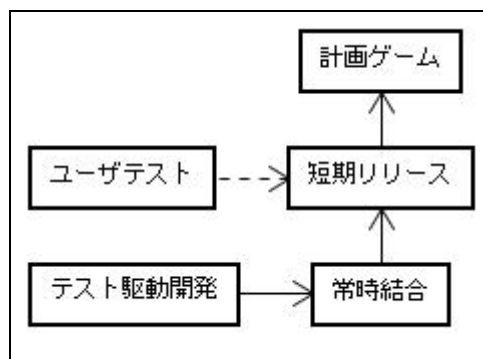 計画ゲーム
ユーザテスト
短期リリース
テスト駆動開発
常時結合